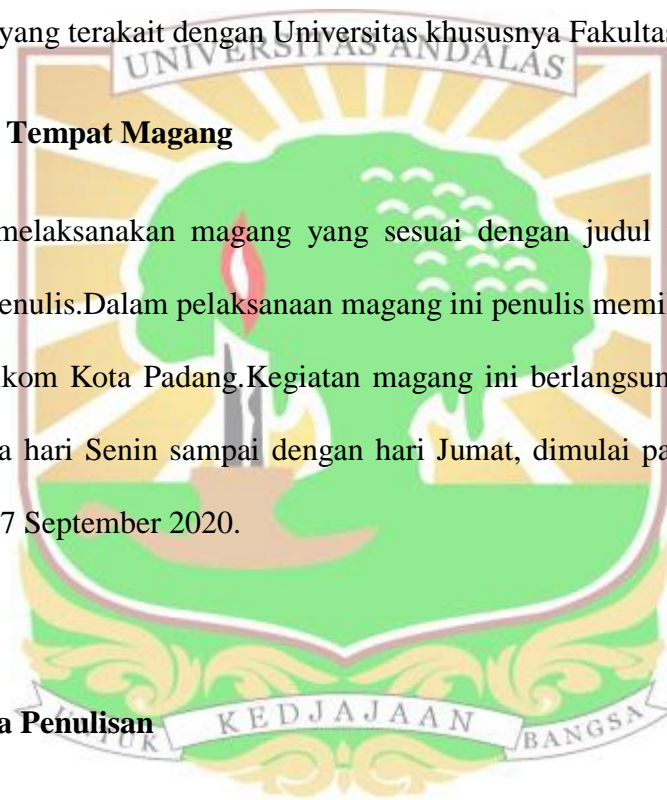 yang terakait dengan Universitas khususnya Fakultas
UNIVERSITAS ANDALAS
Tempat Magang
melaksanakan magang yang sesuai dengan judul
enulis.Dalam pelaksanaan magang ini penulis memi
kom Kota Padang.Kegiatan magang ini berlangsun
a hari Senin sampai dengan hari Jumat, dimulai pa
7 September 2020.
a Penulisan
UNTUK KEDJAJAAN BANGSA